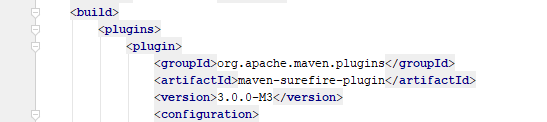 <build>
<plugins>
<plugin>
<groupId>org.apache.maven.plugins</groupId>
<artifactId>maven-surefire-plugin</artifactId>
<version>3.0.0-M3</version>
<configuration>